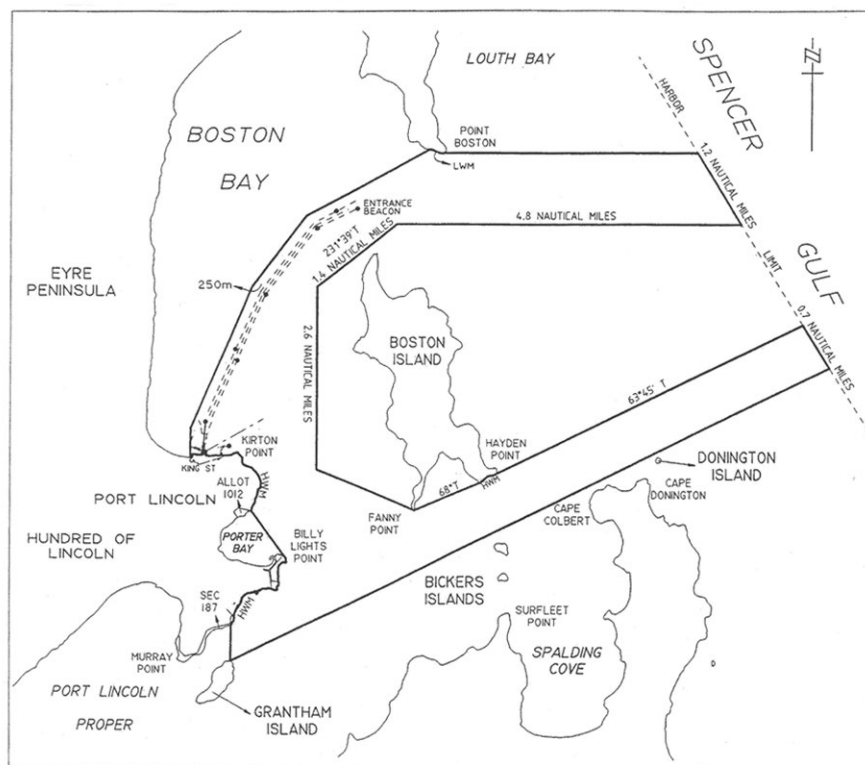 LOUTH BAY
SPENCER
N
HARBOR
BOSTON
BAY
POINT
BOSTON
LWM
1.2 NAUTICAL MILES
ENTRANCE
BEACON
4.8 NAUTICAL MILES
231°39'T
1.4 NAUTICAL MILES
LIMIT
GULF
EYRE
PENINSULA
250m
0.7 NAUTICAL MILES
2.6 NAUTICAL MILES
BOSTON
ISLAND
63°45' T
KIRTON
POINT
HAYDEN
POINT
KING ST
HWM
DONINGTON
ISLAND
ALLOT
1012
PORT LINCOLN
68°T
HWM
CAPE
DONINGTON
CAPE
COLBERT
FANNY
POINT
HUNDRED OF
LINCOLN
PORTER
BAY
BILLY
LIGHTS
POINT
BICKERS
ISLANDS
SEC
187
HWM
SURFLEET
POINT
MURRAY
POINT
SPALDING
COVE
PORT LINCOLN
PROPER
GRANTHAM
ISLAND